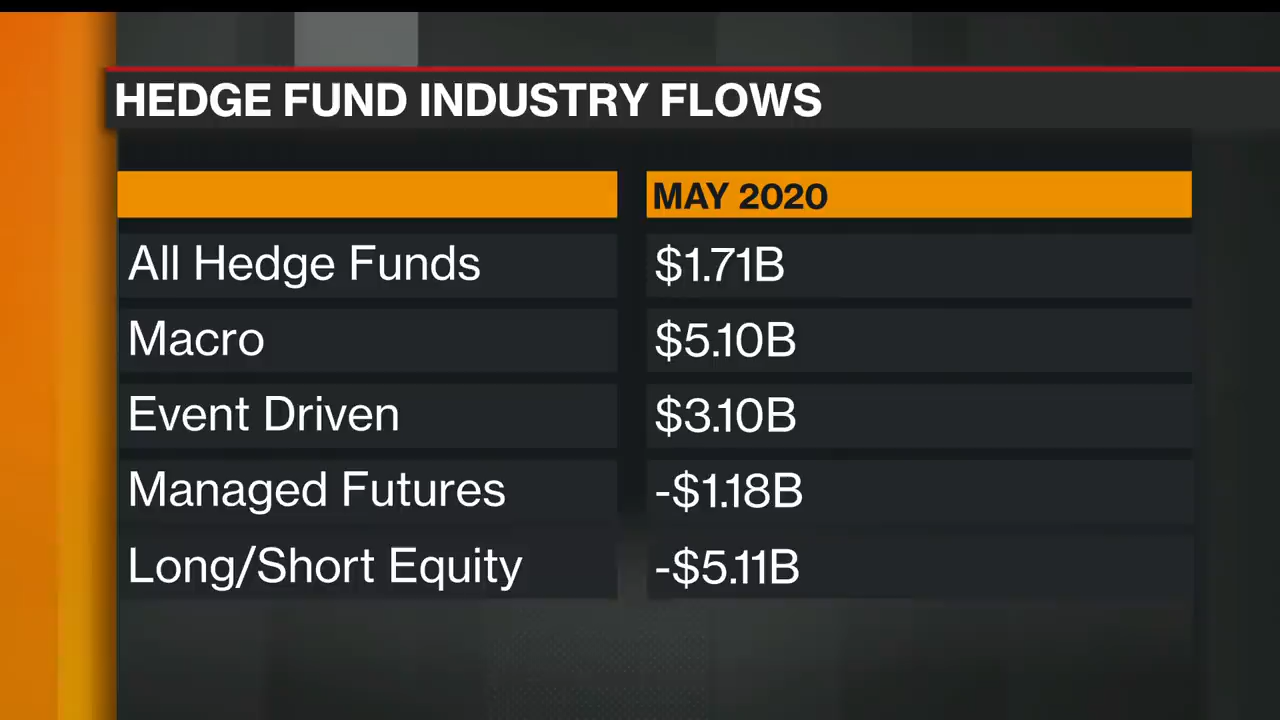 HEDGE FUND INDUSTRY FLOWS
MAY 2020
All Hedge Funds $1.71B
Macro $5.10B
Event Driven $3.10B
Managed Futures -$1.18B
Long/Short Equity -$5.11B